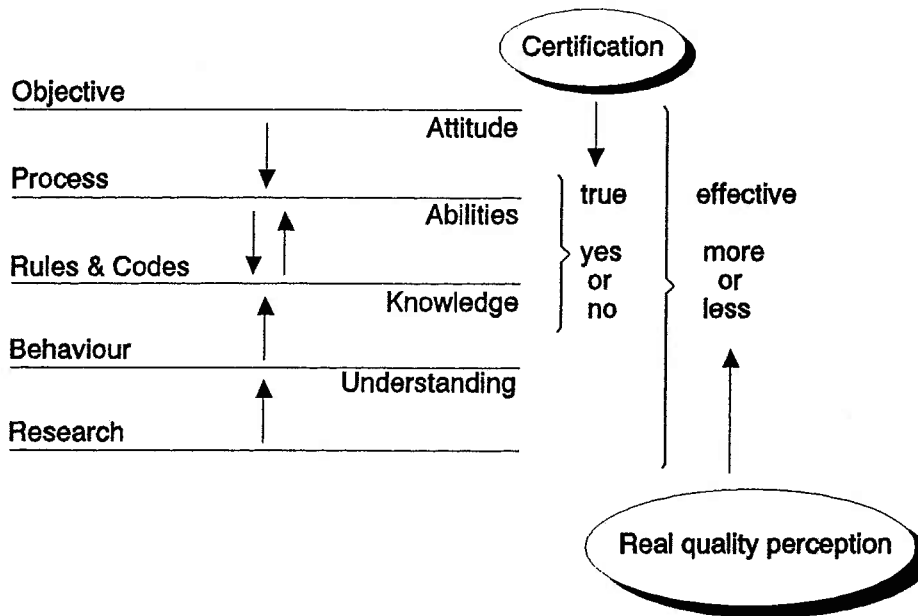 Certification
Objective
Attitude
Process
true
effective
Abilities
yes
more
or
or
Rules & Codes
no
less
Knowledge
Behaviour
Understanding
Research
Real quality perception